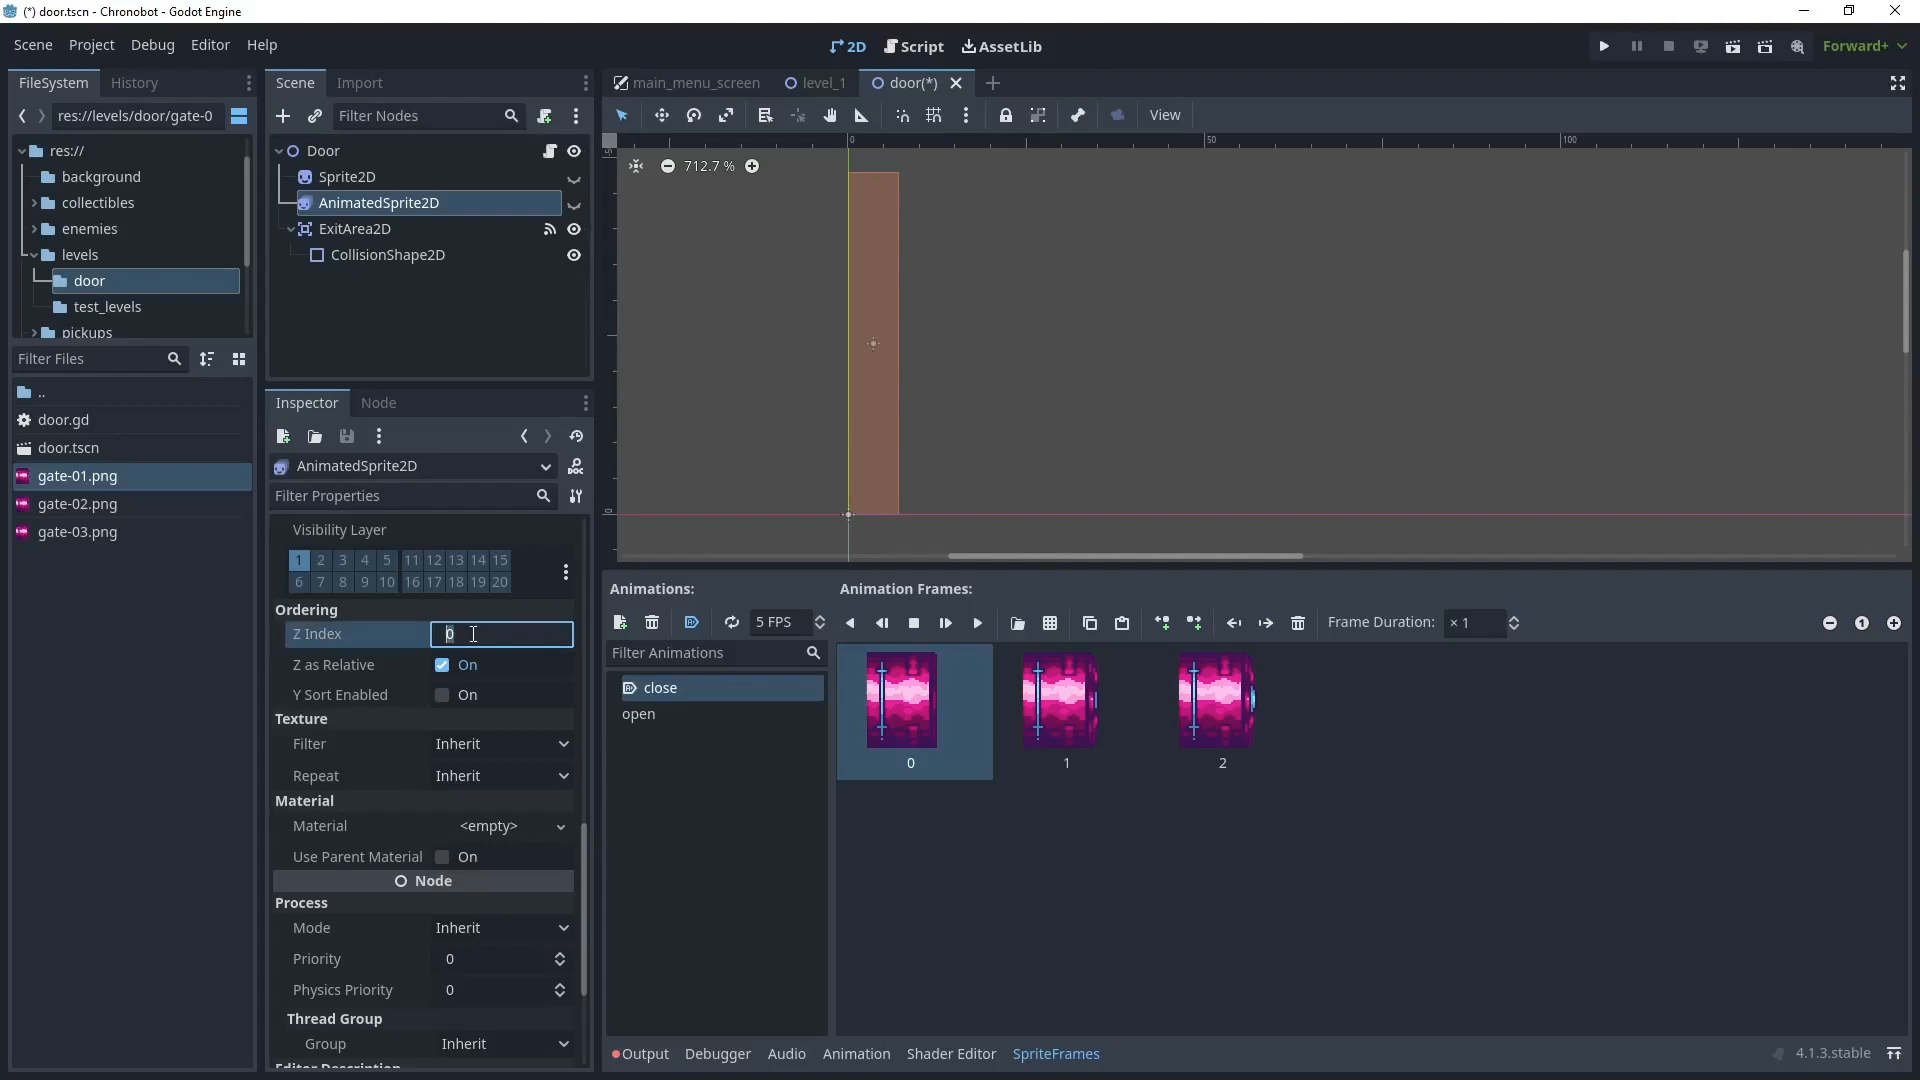 (*) door.tscn - Chronobot - Godot Engine
Scene Project Debug Editor Help
2D Script AssetLib
Forward+
FileSystem History
res://levels/door/gate-0
res://
background
collectibles
enemies
levels
door
test_levels
pickups
Filter Files
..
door.gd
door.tscn
gate-01.png
gate-02.png
gate-03.png
Scene Import
Filter Nodes
Door
Sprite2D
AnimatedSprite2D
ExitArea2D
CollisionShape2D
Inspector Node
AnimatedSprite2D
Filter Properties
Visibility Layer
1 2 3 4 5 11 12 13 14 15
6 7 8 9 10 16 17 18 19 20
Ordering
Z Index 0
Z as Relative On
Y Sort Enabled On
Texture
Filter Inherit
Repeat Inherit
Material
Material <empty>
Use Parent Material On
Node
Process
Mode Inherit
Priority 0
Physics Priority 0
Thread Group
Group Inherit
Editor Description
main_menu_screen level_1 door(*)
View
0 50 100
712.7 %
0
Animations:
5 FPS
Filter Animations
close
open
Animation Frames:
Frame Duration: × 1
0 1 2
Output Debugger Audio Animation Shader Editor SpriteFrames
4.1.3.stable